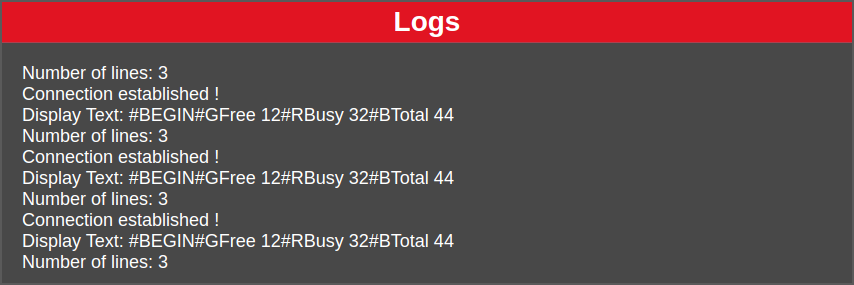 Logs
Number of lines: 3
Connection established !
Display Text: #BEGIN#GFree 12#RBusy 32#BTotal 44
Number of lines: 3
Connection established !
Display Text: #BEGIN#GFree 12#RBusy 32#BTotal 44
Number of lines: 3
Connection established !
Display Text: #BEGIN#GFree 12#RBusy 32#BTotal 44
Number of lines: 3